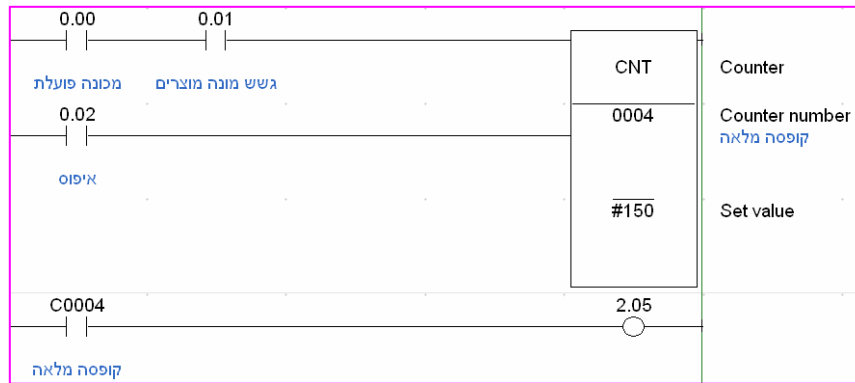 0.00 0.01
CNT Counter
מכונה פועלת גשש מונה מוצרים
0.02 0004 Counter number
קופסה מלאה
איפוס
#150 Set value
C0004 2.05
קופסה מלאה